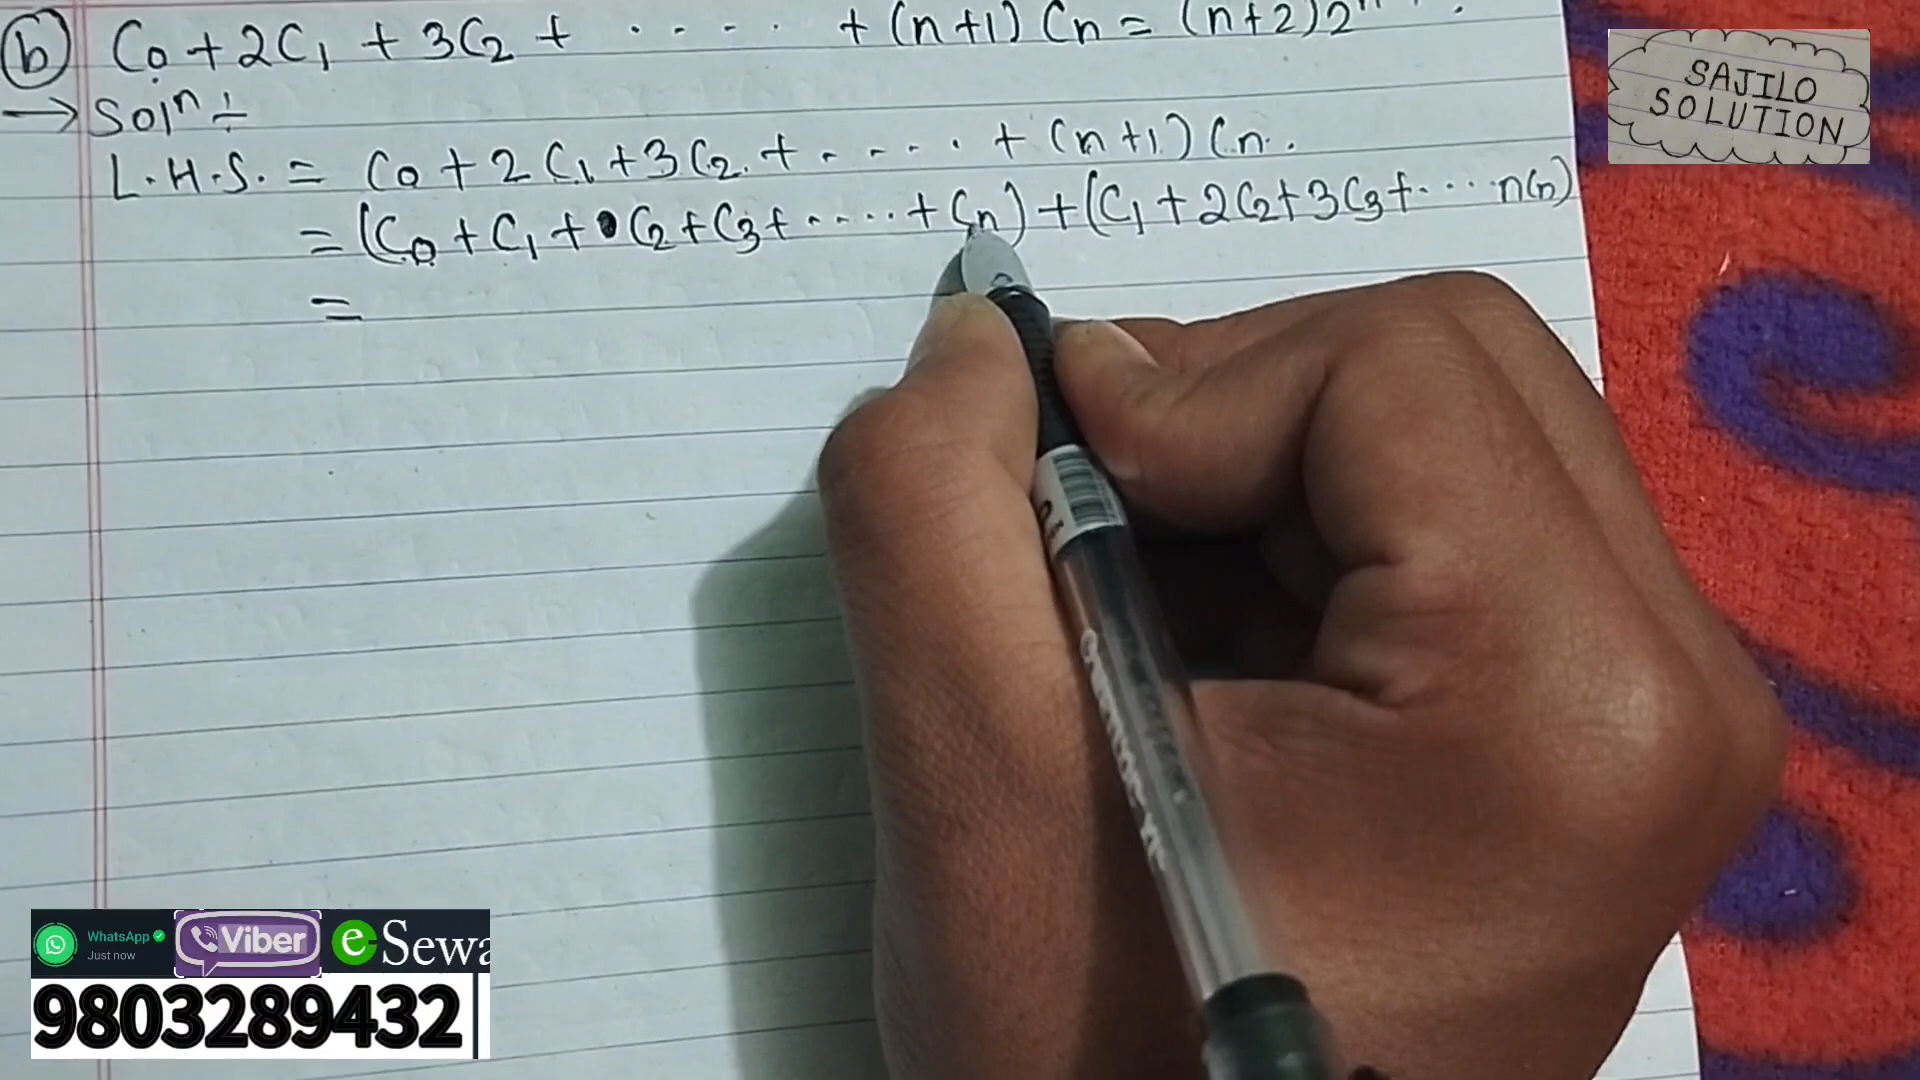 (b) C0 + 2C1 + 3C2 + ..... + (n+1) Cn = (n+2)2
→ Solⁿ ÷
L.H.S. = C0 + 2C1 + 3C2 + ..... + (n+1) Cn.
= (C0 + C1 + C2 + C3 + ..... + Cn) + (C1 + 2C2 + 3C3 + ... nCn)
=
SAJILO
SOLUTION
WhatsApp
Just now
Viber
e-Sewa
9803289432